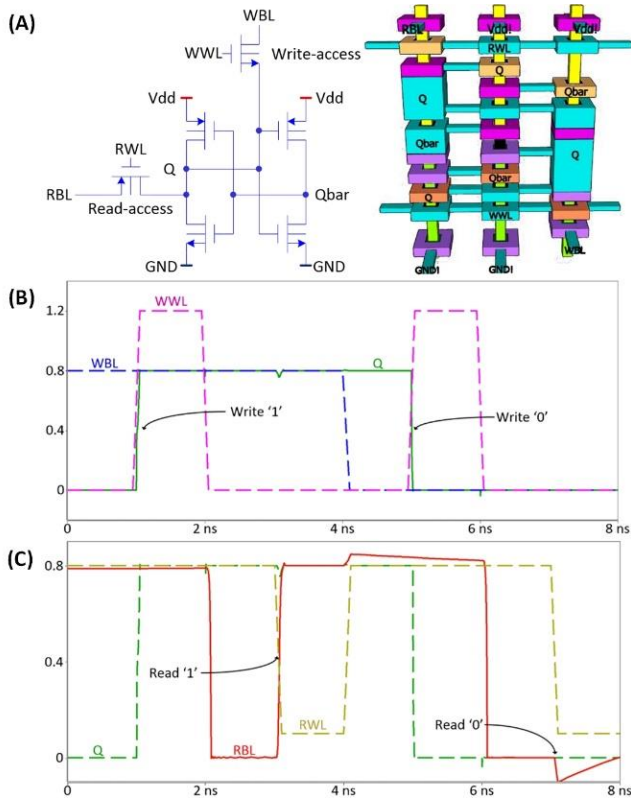 (A)
WBL
WWL
Write-access
Vdd
Vdd
RWL
Q
RBL
Qbar
Read-access
GND
GND
RBL
Vdd!
Vdd!
RWL
Q
Q
Qbar
Qbar
Q
Qbar
Q
WWL
GND!
GND!
WBL
(B)
1.2
WWL
0.8
WBL
Q
0.4
Write '1'
Write '0'
0
0
2 ns
4 ns
6 ns
8 ns
(C)
0.8
0.4
Read '1'
RWL
Read '0'
Q
RBL
0
0
2 ns
4 ns
6 ns
8 ns